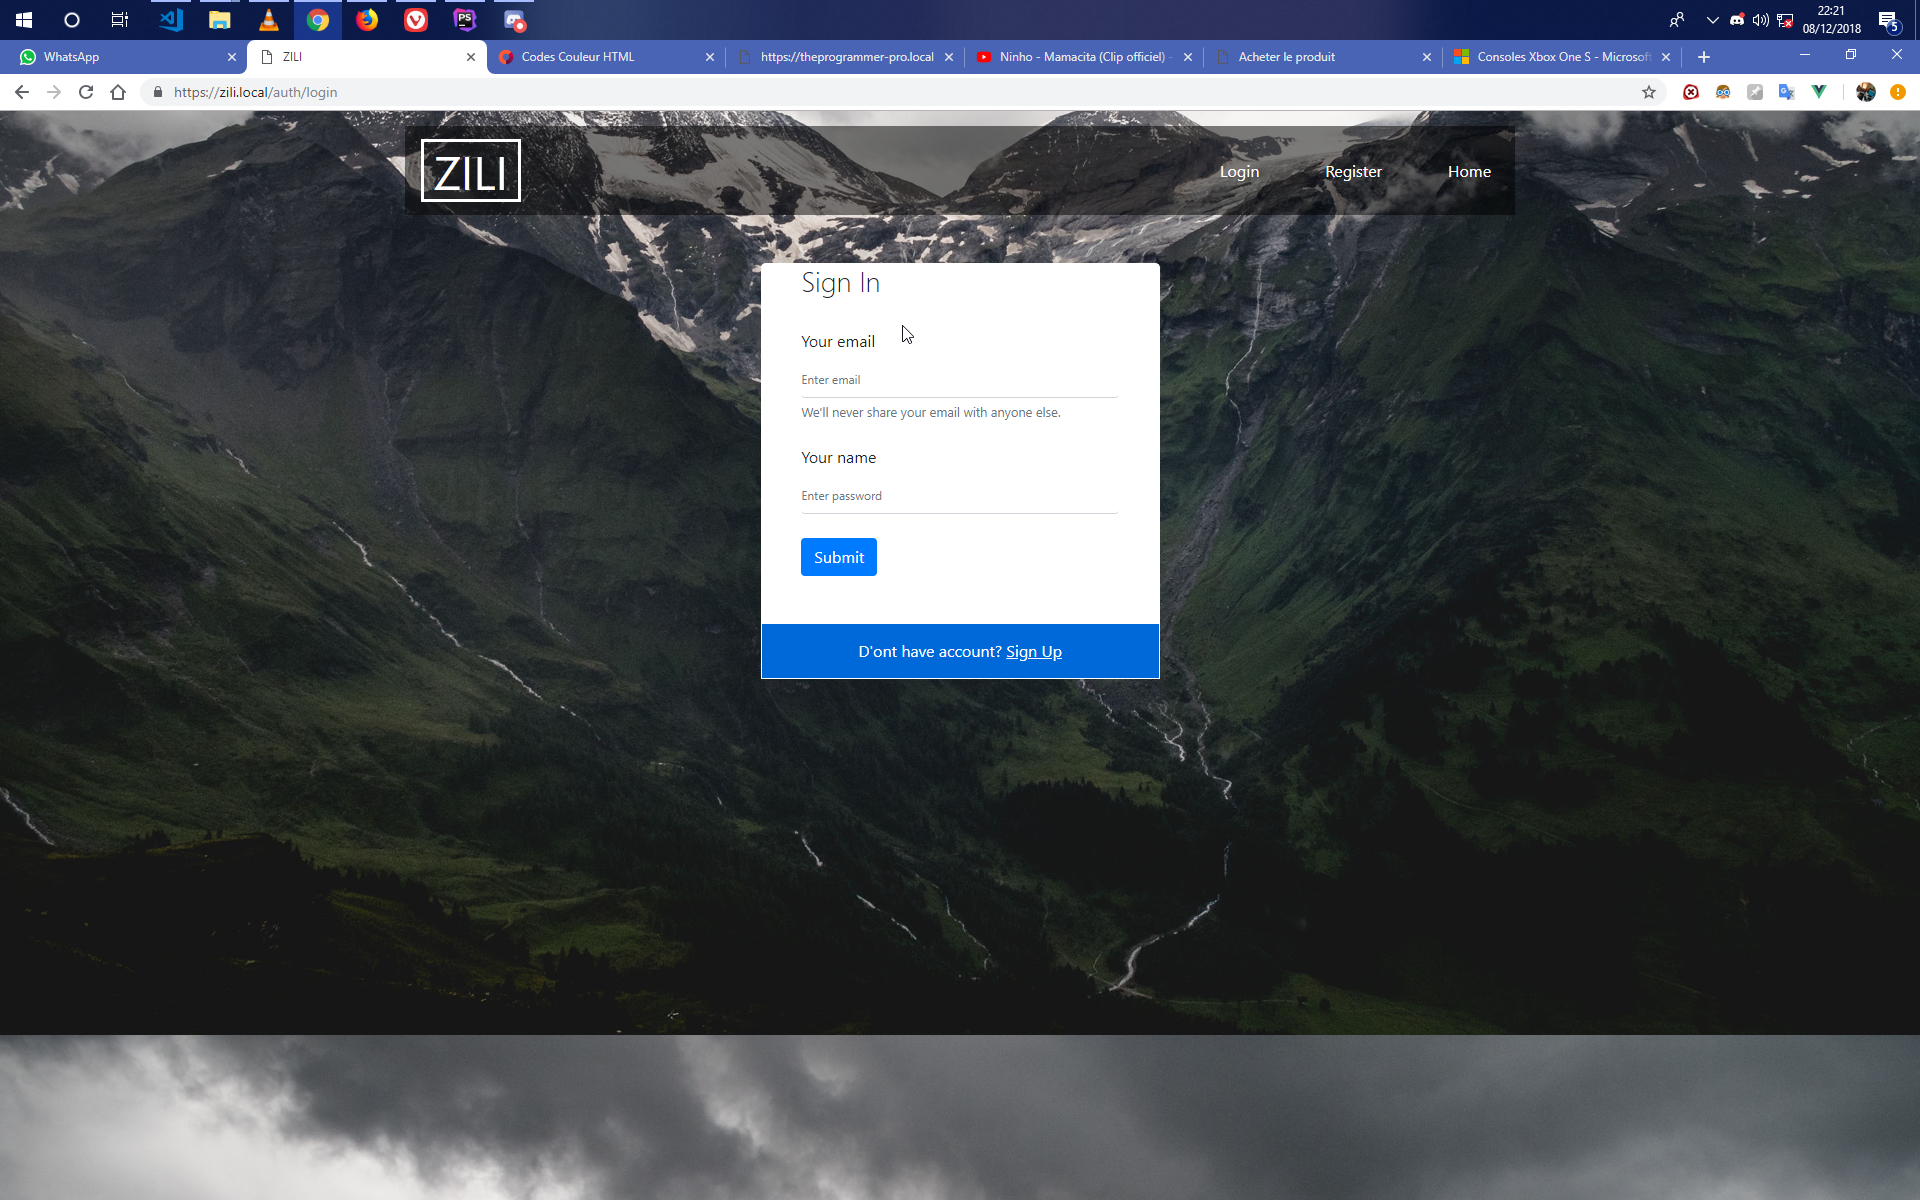 22:21
08/12/2018
5
WhatsApp
ZILI
Codes Couleur HTML
https://theprogrammer-pro.local
Ninho - Mamacita (Clip officiel) -
Acheter le produit
Consoles Xbox One S - Microsoft
https://zili.local/auth/login
ZILI
Login
Register
Home
Sign In
Your email
Enter email
We'll never share your email with anyone else.
Your name
Enter password
Submit
D'ont have account? Sign Up